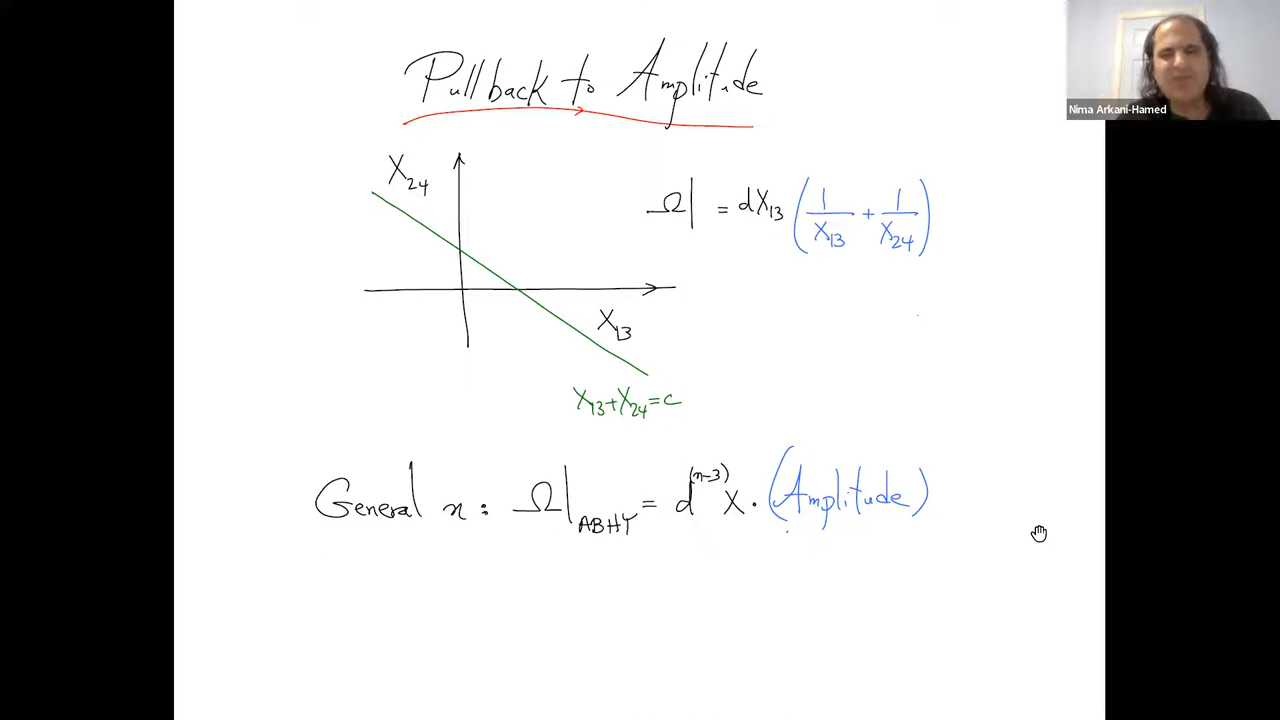 Pullback to Amplitude
Nima Arkani-Hamed
X24
Ω| = dX13 (1/X13 + 1/X24)
X13
X13+X24=c
General n: Ω|ABHY = d^(n-3) X · (Amplitude)